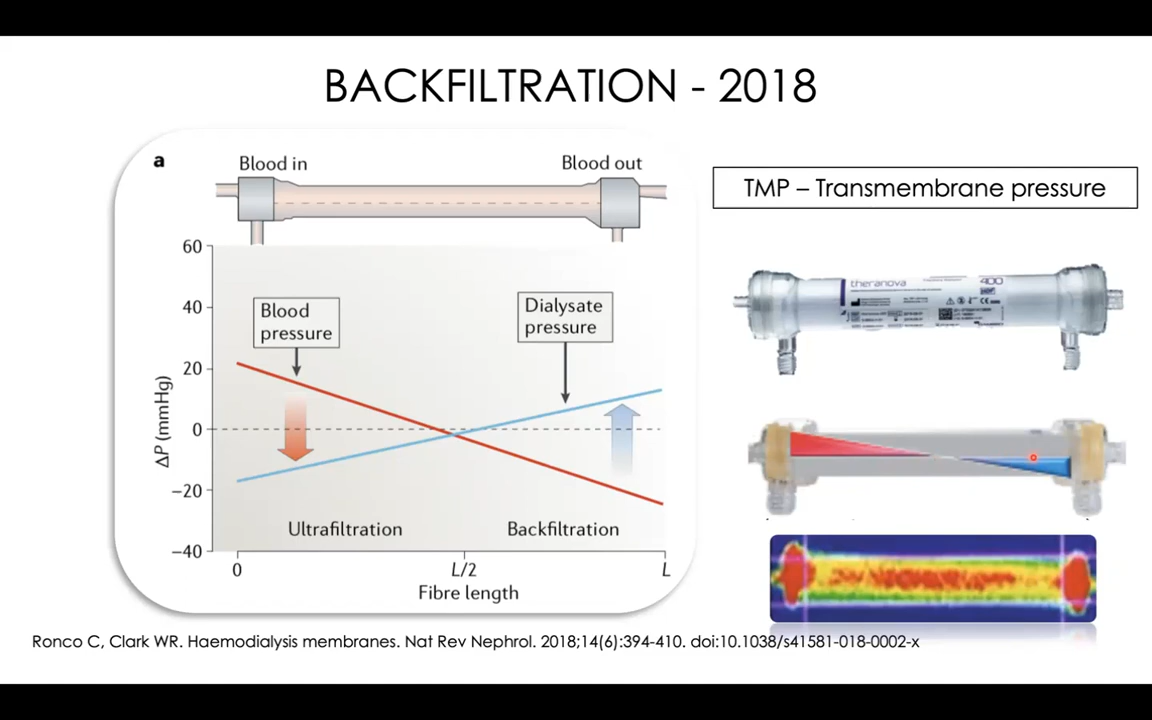 BACKFILTRATION - 2018
a
Blood in
Blood out
60
40
20
0
−20
−40
ΔP (mmHg)
Blood
pressure
Dialysate
pressure
Ultrafiltration
Backfiltration
0
L/2
L
Fibre length
TMP – Transmembrane pressure
theranova
400
Ronco C, Clark WR. Haemodialysis membranes. Nat Rev Nephrol. 2018;14(6):394-410. doi:10.1038/s41581-018-0002-x